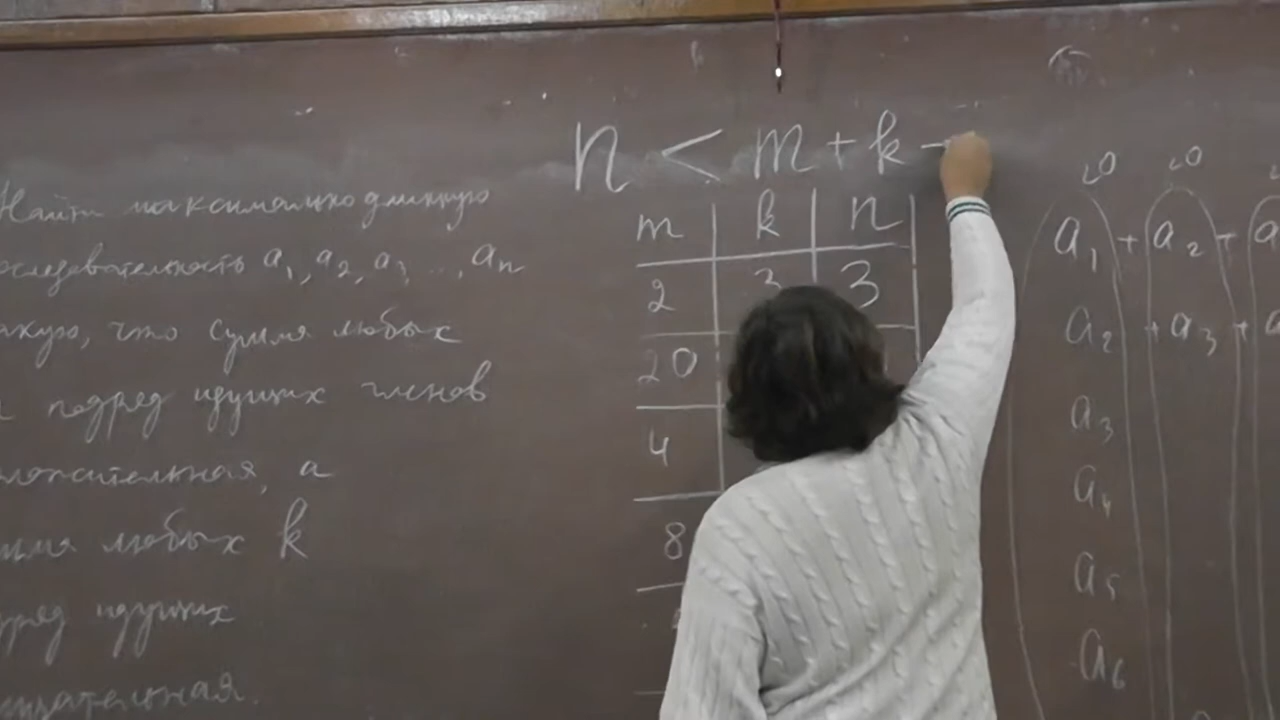 n < m + k -
Найти максимально длинную
последовательность a₁, a₂, a₃ ..., aₙ
такую, что сумма любых
подряд идущих членов
положительная, а
сумма любых k
подряд идущих
отрицательная.
m k n
2 3 3
20
4
8
<0 <0
a₁ + a₂ + a
a₂ + a₃ + a
a₃
a₄
a₅
a₆